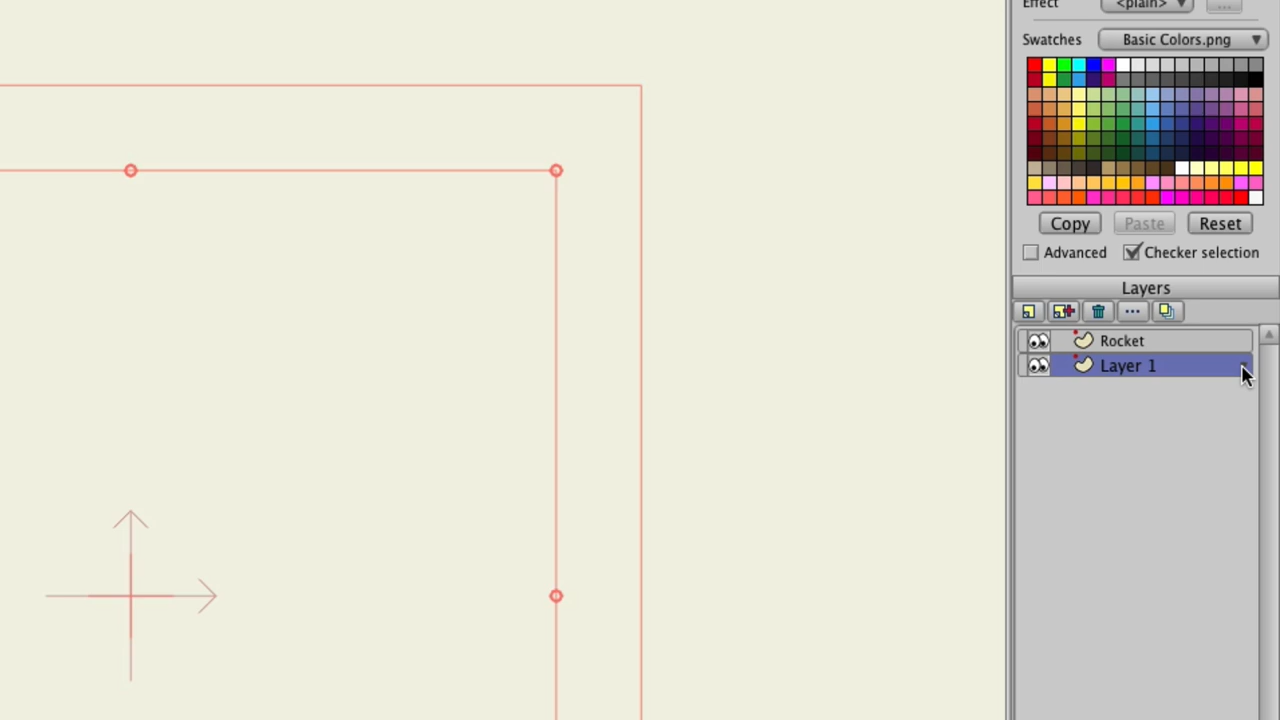 Effect <plain> ...
Swatches Basic Colors.png
Copy Paste Reset
Advanced Checker selection
Layers
Rocket
Layer 1